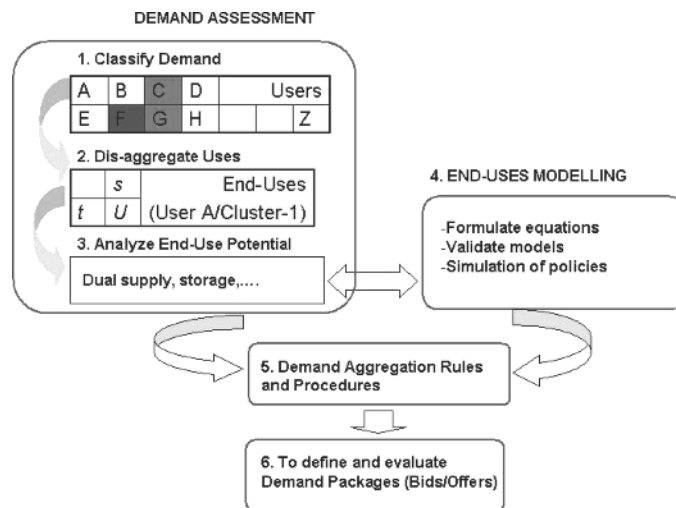 DEMAND ASSESSMENT
1. Classify Demand
A B C D Users
E F G H Z
2. Dis-aggregate Uses
s End-Uses
t U (User A/Cluster-1)
3. Analyze End-Use Potential
Dual supply, storage,....
4. END-USES MODELLING
-Formulate equations
-Validate models
-Simulation of policies
5. Demand Aggregation Rules
and Procedures
6. To define and evaluate
Demand Packages (Bids/Offers)